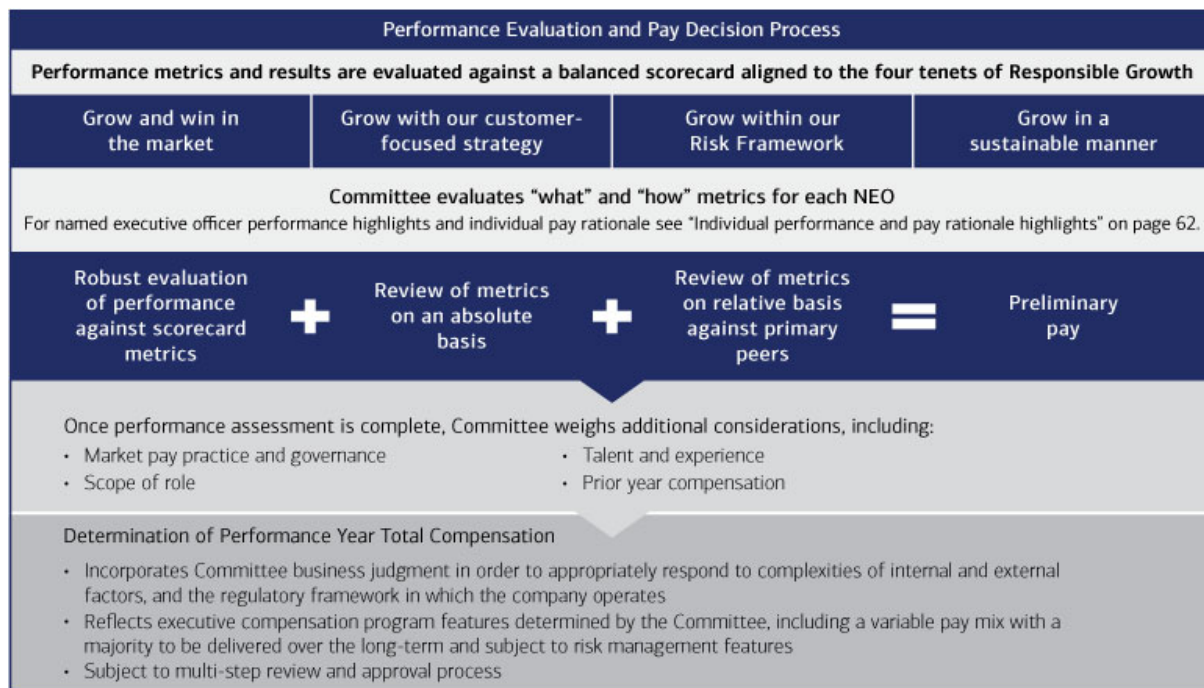 Performance Evaluation and Pay Decision Process
Performance metrics and results are evaluated against a balanced scorecard aligned to the four tenets of Responsible Growth
Grow and win in
the market
Grow with our customer-
focused strategy
Grow within our
Risk Framework
Grow in a
sustainable manner
Committee evaluates “what” and “how” metrics for each NEO
For named executive officer performance highlights and individual pay rationale see “Individual performance and pay rationale highlights” on page 62.
Robust evaluation
of performance
against scorecard
metrics
+
Review of metrics
on an absolute
basis
+
Review of metrics
on relative basis
against primary
peers
=
Preliminary
pay
Once performance assessment is complete, Committee weighs additional considerations, including:
• Market pay practice and governance
• Scope of role
• Talent and experience
• Prior year compensation
Determination of Performance Year Total Compensation
• Incorporates Committee business judgment in order to appropriately respond to complexities of internal and external
factors, and the regulatory framework in which the company operates
• Reflects executive compensation program features determined by the Committee, including a variable pay mix with a
majority to be delivered over the long-term and subject to risk management features
• Subject to multi-step review and approval process